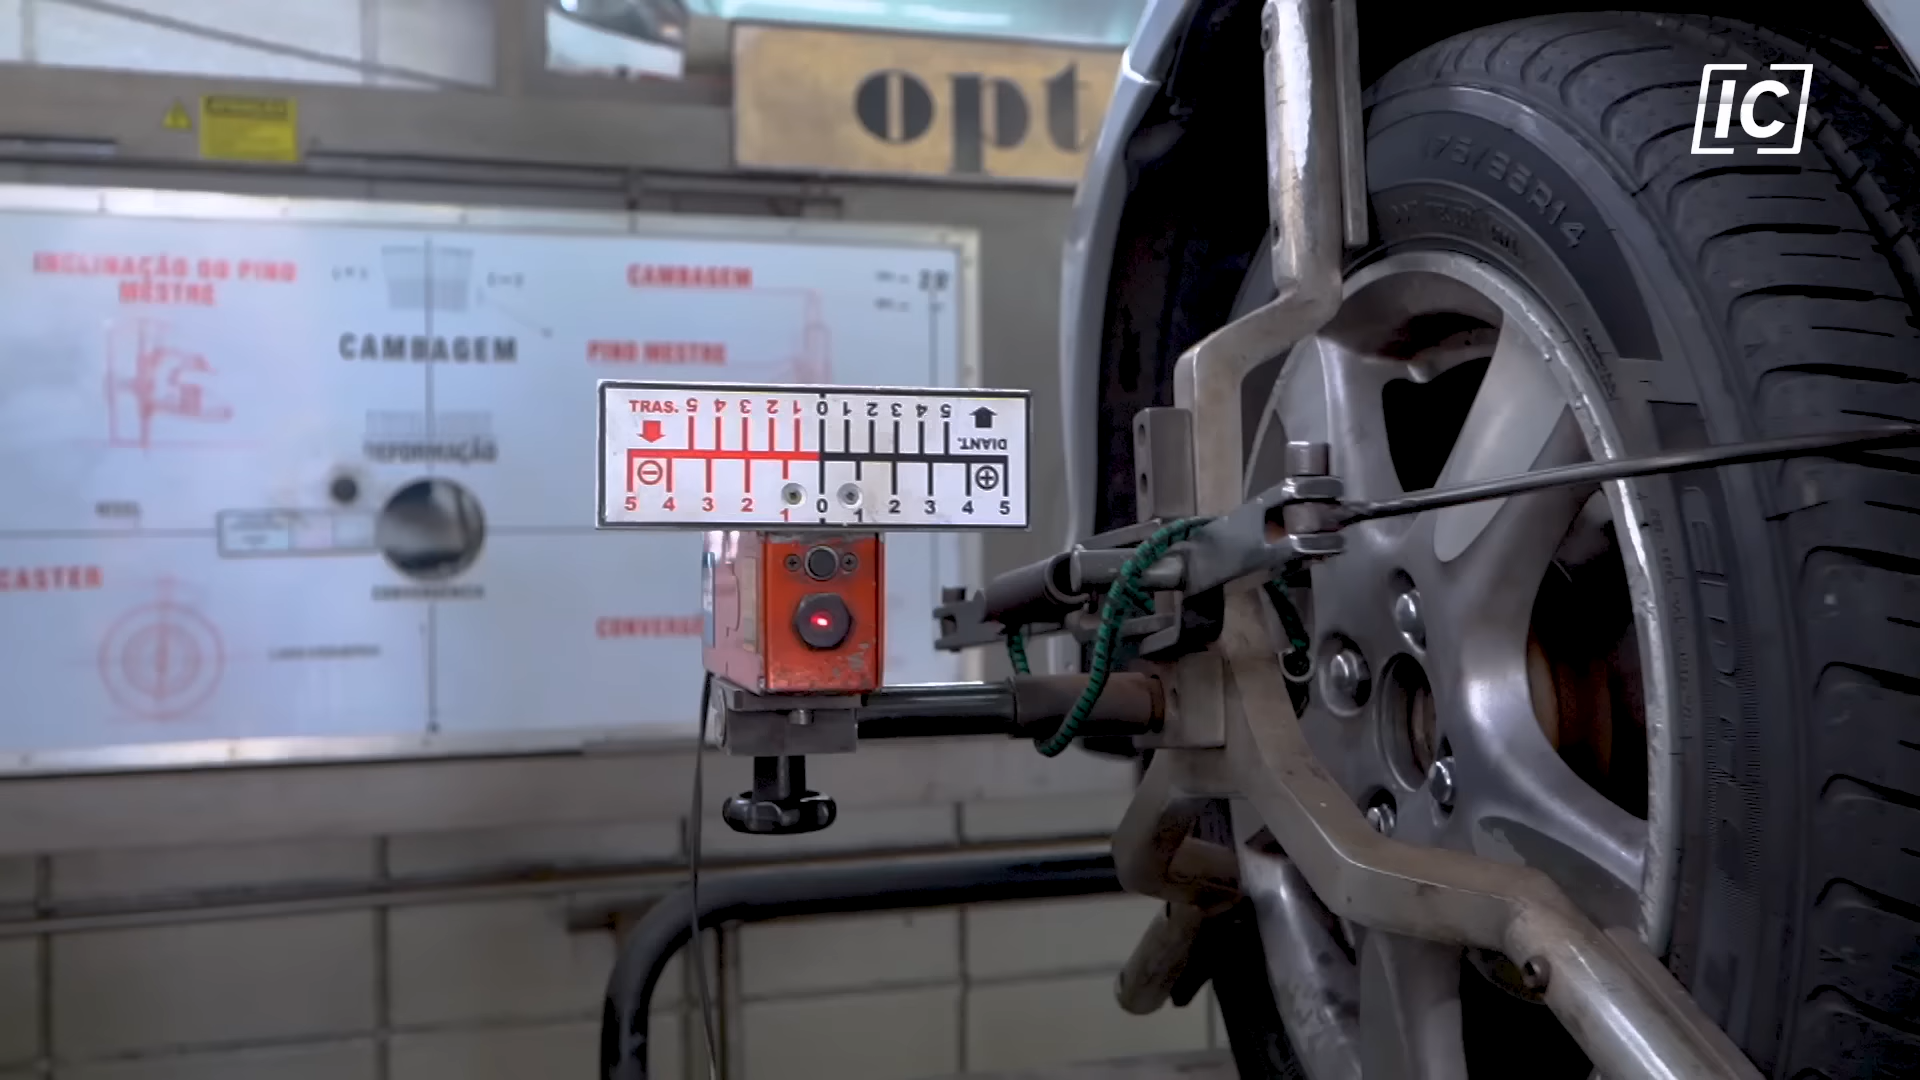 IC
opt
175/65R14
INCLINAÇÃO DO PINO
MESTRE
CAMBAGEM
CAMBAGEM
PINO MESTRE
DEFORMAÇÃO
CASTER
CONVERGÊNCIA
CONVERGÊ
TRAS. 5 4 3 2 1 0 1 2 3 4 5
DIANT.
5 4 3 2 1 0 1 2 3 4 5